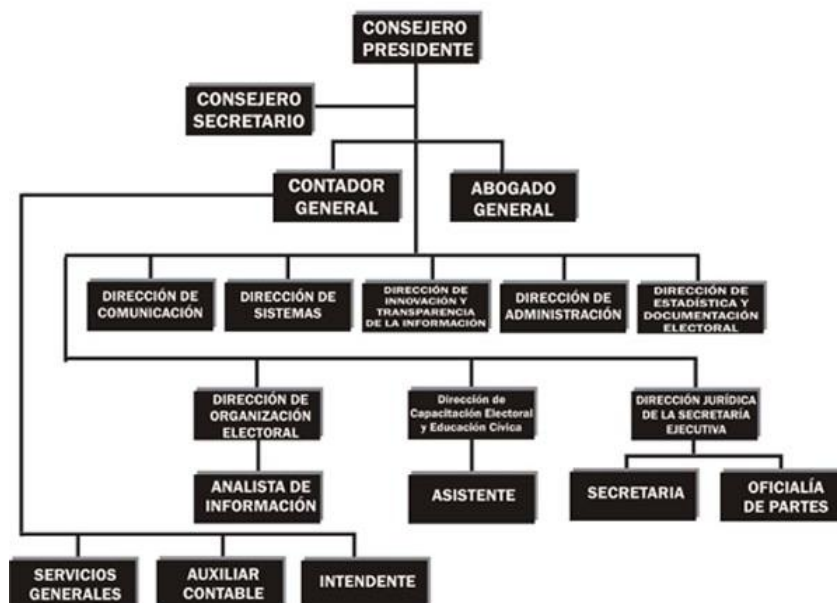 CONSEJERO
PRESIDENTE
CONSEJERO
SECRETARIO
CONTADOR
GENERAL
ABOGADO
GENERAL
DIRECCIÓN DE
COMUNICACIÓN
DIRECCIÓN DE
SISTEMAS
DIRECCIÓN DE
INNOVACIÓN Y
TRANSPARENCIA
DE LA INFORMACIÓN
DIRECCIÓN DE
ADMINISTRACIÓN
DIRECCIÓN DE
ESTADÍSTICA Y
DOCUMENTACIÓN
ELECTORAL
DIRECCIÓN DE
ORGANIZACIÓN
ELECTORAL
Dirección de
Capacitación Electoral
y Educación Cívica
DIRECCIÓN JURÍDICA
DE LA SECRETARÍA
EJECUTIVA
ANALISTA DE
INFORMACIÓN
ASISTENTE
SECRETARIA
OFICIALÍA
DE PARTES
SERVICIOS
GENERALES
AUXILIAR
CONTABLE
INTENDENTE